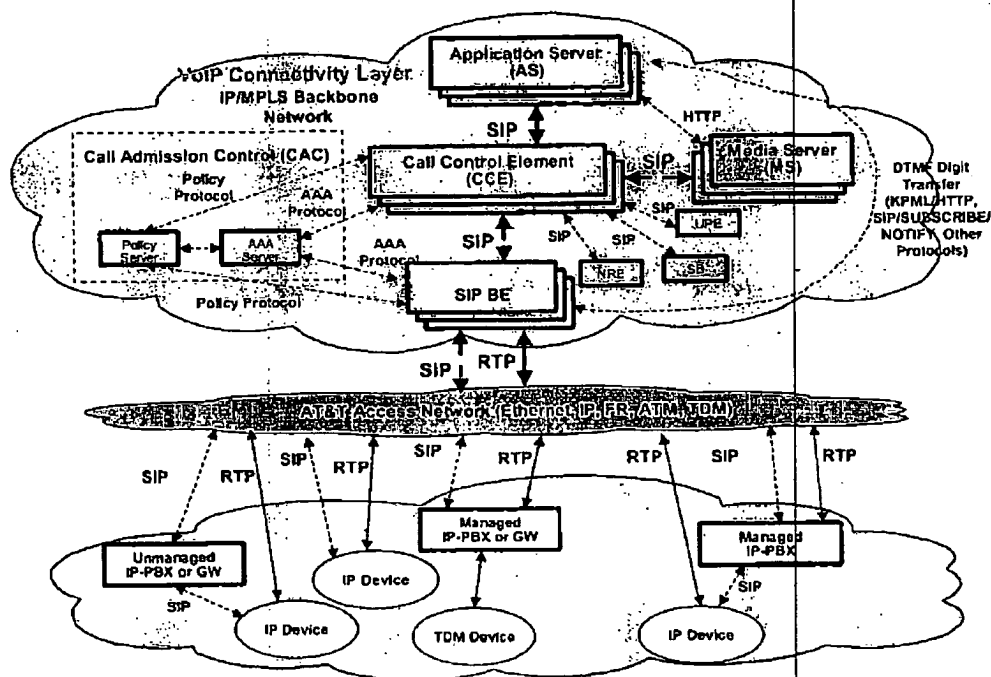 Application Server
(AS)
VoIP Connectivity Layer
IP/MPLS Backbone
Network
SIP
HTTP
Call Admission Control (CAC)
Policy
Protocol
AAA
Protocol
Call Control Element
(CCE)
SIP
Media Server
(MS)
DTMF Digit
Transfer
(KPML/HTTP,
SIP/SUBSCRIBE/
NOTIFY, Other
Protocols)
Policy
Server
AAA
Server
AAA
Protocol
SIP
SIP
SIP
SIP
UPE
NRE
SB
Policy Protocol
SIP BE
SIP
RTP
AT&T Access Network (Ethernet, IP, FR, ATM, TDM)
SIP
RTP
SIP
RTP
SIP
RTP
RTP
SIP
RTP
Unmanaged
IP-PBX or GW
Managed
IP-PBX or GW
Managed
IP-PBX
SIP
IP Device
IP Device
TDM Device
IP Device
SIP